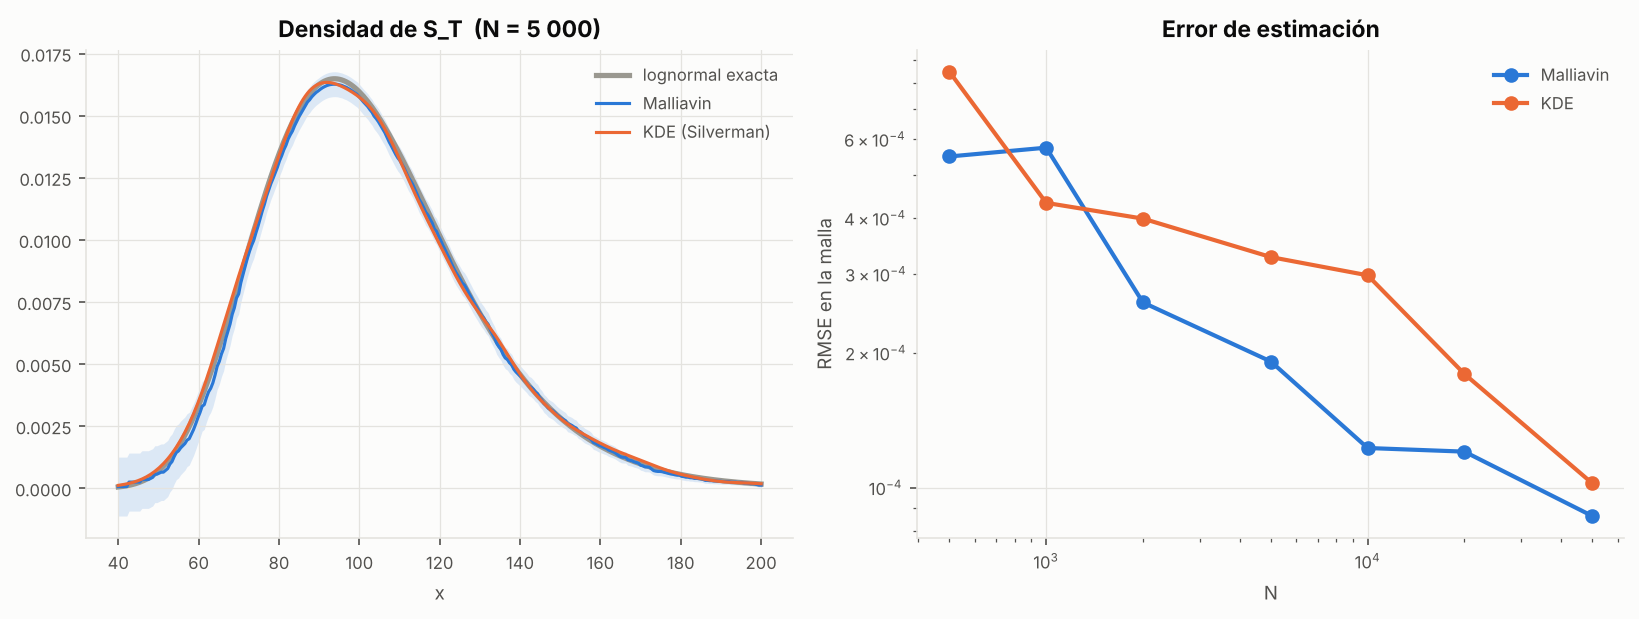 Densidad de S_T (N = 5 000)
0.0175
0.0150
0.0125
0.0100
0.0075
0.0050
0.0025
0.0000
lognormal exacta
Malliavin
KDE (Silverman)
40 60 80 100 120 140 160 180 200
x
Error de estimación
RMSE en la malla
6 × 10⁻⁴
4 × 10⁻⁴
3 × 10⁻⁴
2 × 10⁻⁴
10⁻⁴
Malliavin
KDE
10³ 10⁴
N